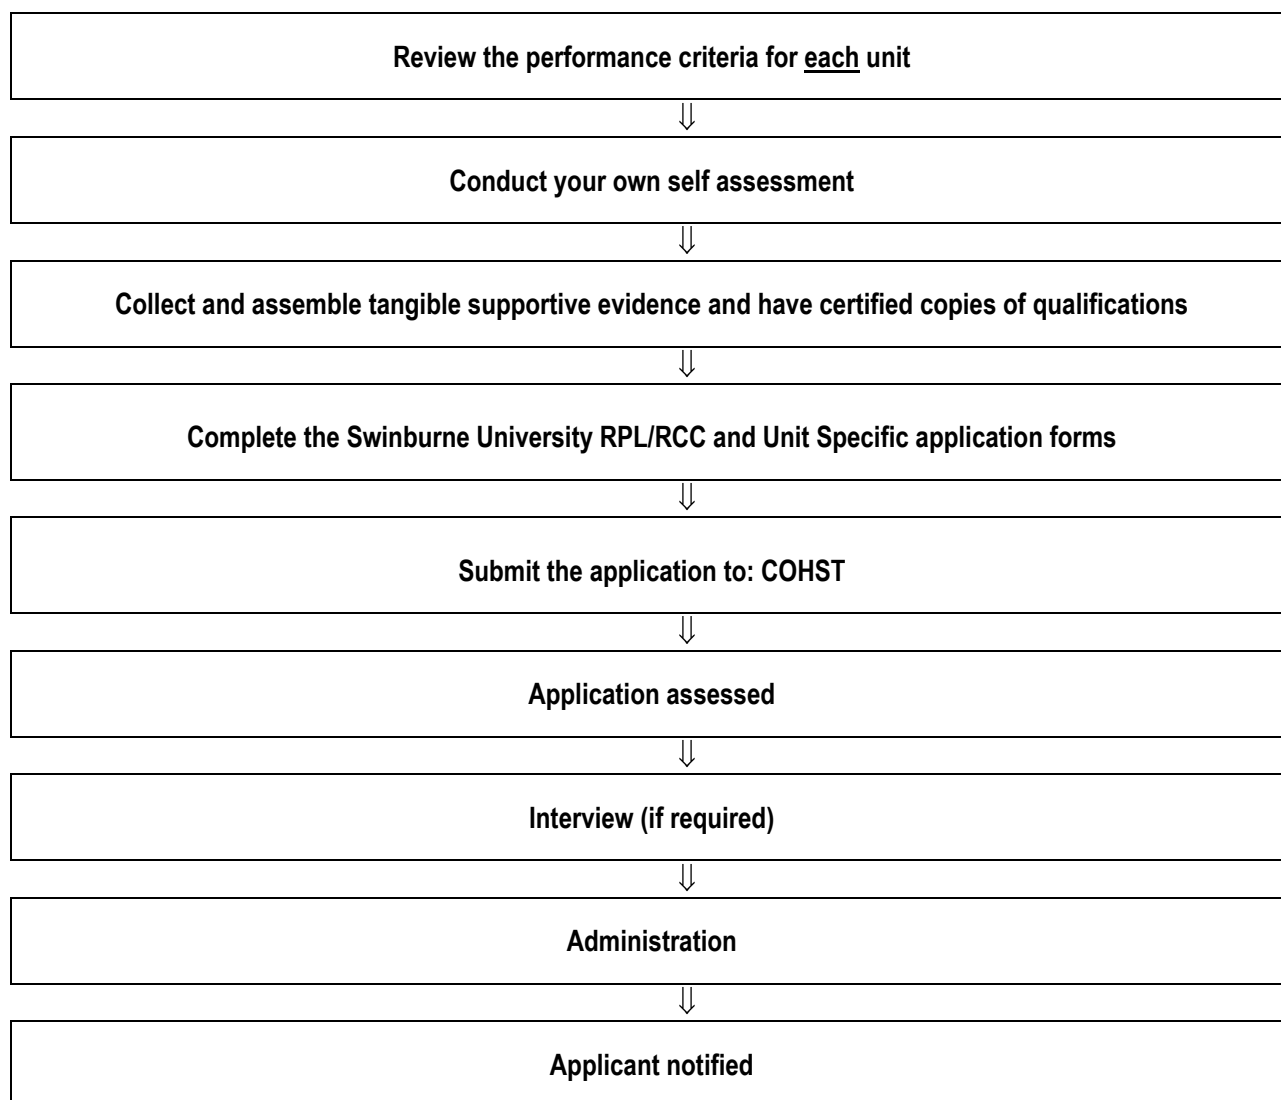 Review the performance criteria for each unit
⇓
Conduct your own self assessment
⇓
Collect and assemble tangible supportive evidence and have certified copies of qualifications
⇓
Complete the Swinburne University RPL/RCC and Unit Specific application forms
⇓
Submit the application to: COHST
⇓
Application assessed
⇓
Interview (if required)
⇓
Administration
⇓
Applicant notified